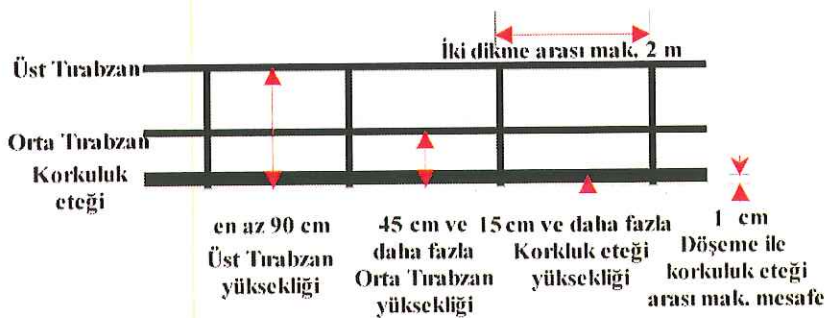 İki dikme arası mak. 2 m
Üst Tırabzan
Orta Tırabzan
Korkuluk
eteği
en az 90 cm
Üst Tırabzan
yüksekliği
45 cm ve
daha fazla
Orta Tırabzan
yüksekliği
15 cm ve daha fazla
Korkluk eteği
yüksekliği
1 cm
Döşeme ile
korkuluk eteği
arası mak. mesafe